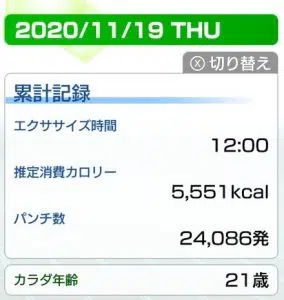 2020/11/19 THU
Ⓧ切り替え
累計記録
エクササイズ時間
12:00
推定消費カロリー
5,551kcal
パンチ数
24,086発
カラダ年齢
21歳